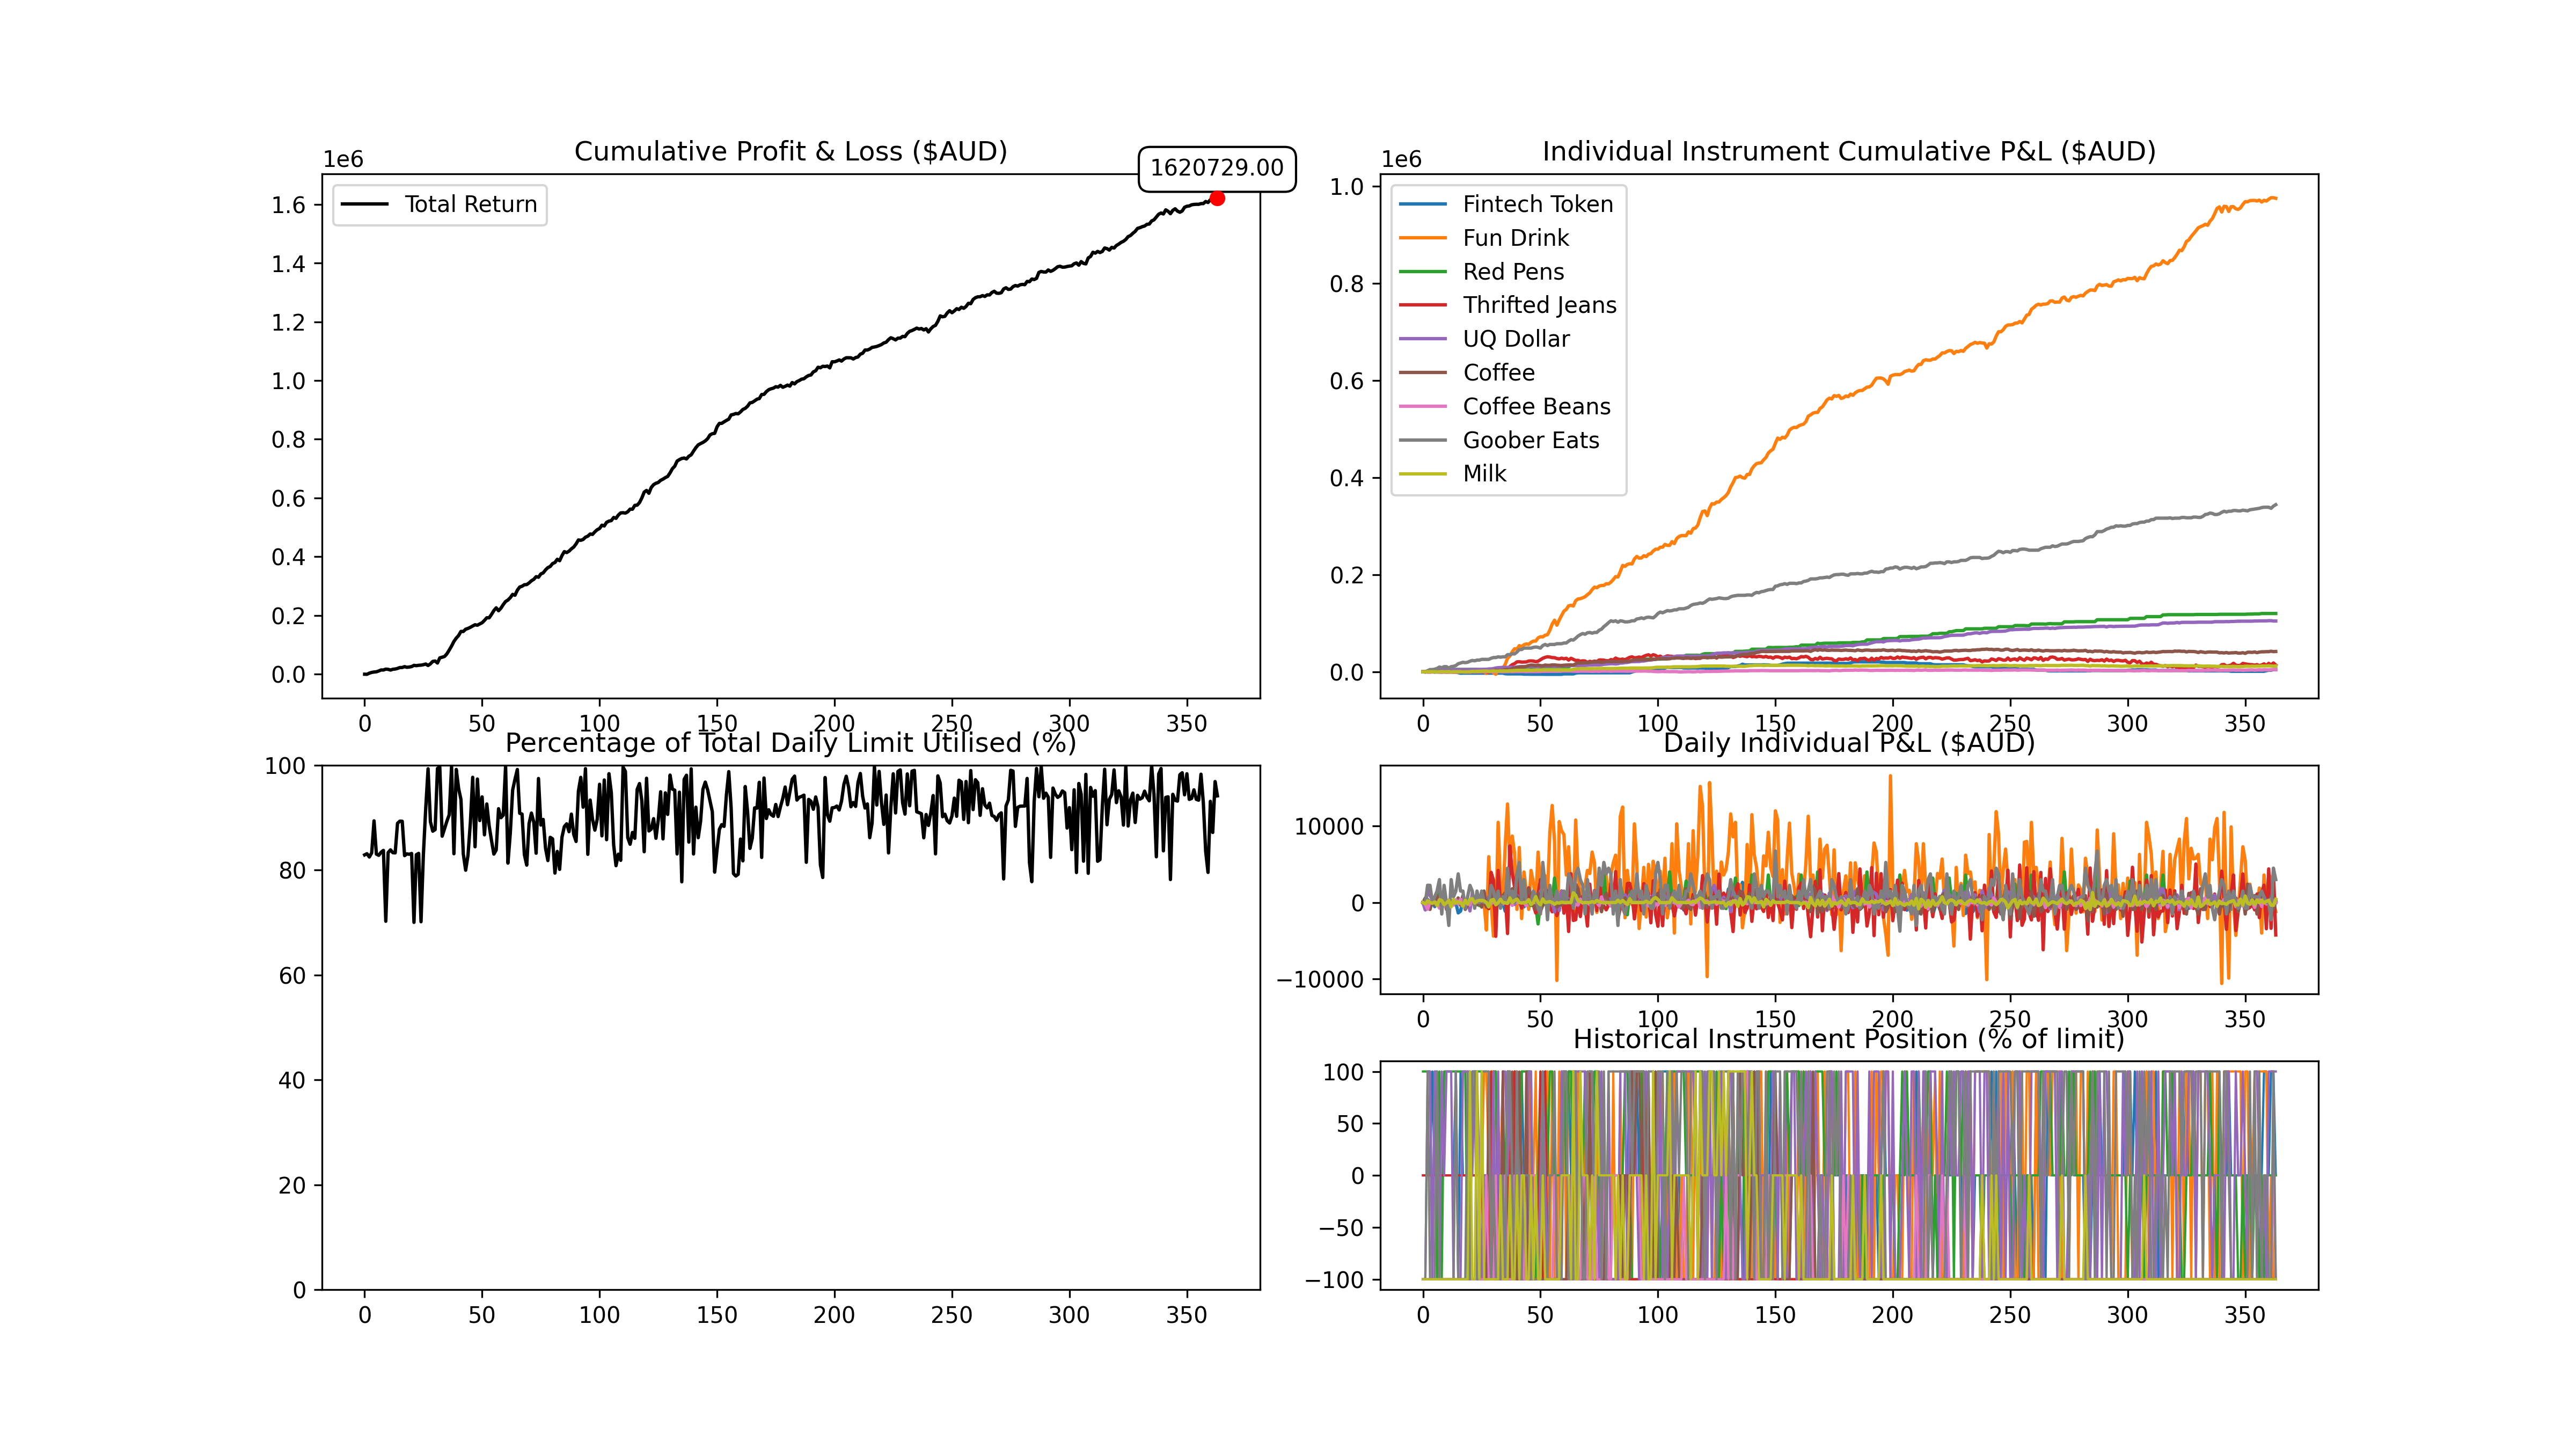 Cumulative Profit & Loss ($AUD)
1e6
1620729.00
Total Return
1.6
1.4
1.2
1.0
0.8
0.6
0.4
0.2
0.0
0 50 100 150 200 250 300 350
Individual Instrument Cumulative P&L ($AUD)
1e6
Fintech Token
Fun Drink
Red Pens
Thrifted Jeans
UQ Dollar
Coffee
Coffee Beans
Goober Eats
Milk
1.0
0.8
0.6
0.4
0.2
0.0
0 50 100 150 200 250 300 350
Percentage of Total Daily Limit Utilised (%)
100
80
60
40
20
0
0 50 100 150 200 250 300 350
Daily Individual P&L ($AUD)
10000
0
−10000
0 50 100 150 200 250 300 350
Historical Instrument Position (% of limit)
100
50
0
−50
−100
0 50 100 150 200 250 300 350